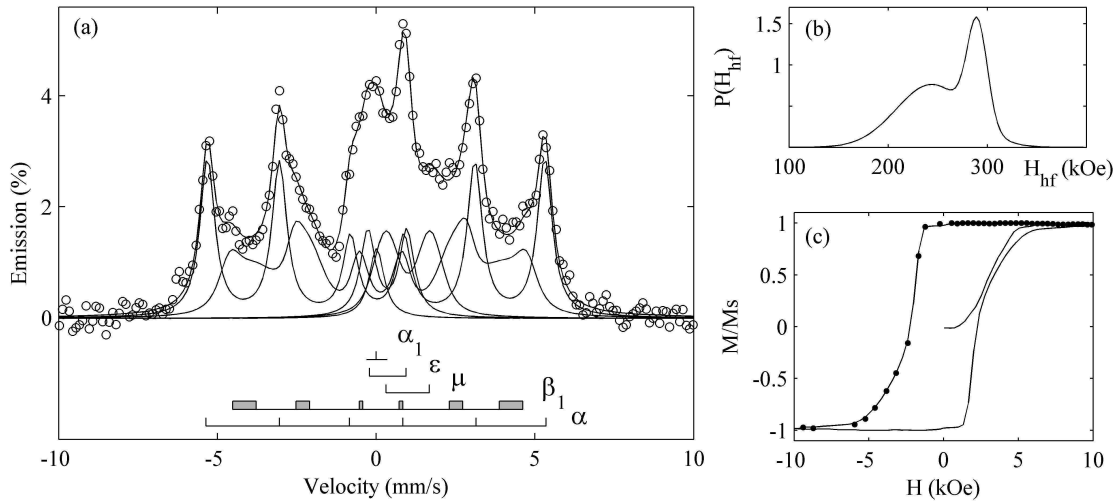 (a)
Emission (%)
4
2
0
α1
ε
μ
β1
α
-10
-5
0
5
10
Velocity (mm/s)
(b)
P(Hhf)
1.5
1
100
200
300
Hhf (kOe)
(c)
M/Ms
1
0.5
0
-0.5
-1
-10
-5
0
5
10
H (kOe)